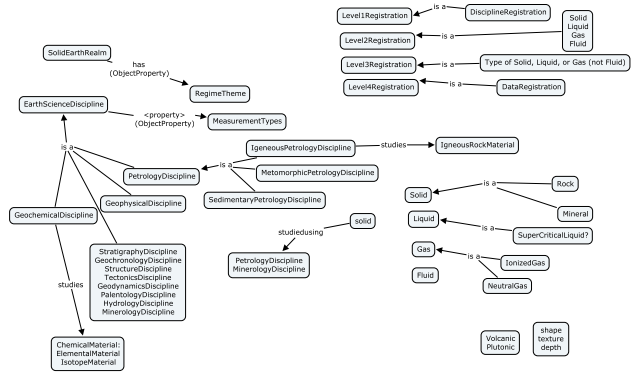 Level1Registration
is a
DisciplineRegistration
Level2Registration
is a
Solid
Liquid
Gas
Fluid
Level3Registration
is a
Type of Solid, Liquid, or Gas (not Fluid)
Level4Registration
is a
DataRegistration
SolidEarthRealm
has
(ObjectProperty)
RegimeTheme
EarthScienceDiscipline
<property>
(ObjectProperty)
MeasurementTypes
is a
PetrologyDiscipline
is a
IgeneousPetrologyDiscipline
studies
IgneousRockMaterial
MetomorphicPetrologyDiscipline
SedimentaryPetrologyDiscipline
GeophysicalDiscipline
GeochemicalDiscipline
StratigraphyDiscipline
GeochronologyDiscipline
StructureDiscipline
TectonicsDiscipline
GeodynamicsDiscipline
PalentologyDiscipline
HydrologyDiscipline
MinerologyDiscipline
studies
ChemicalMaterial:
ElementalMaterial
IsotopeMaterial
solid
studiedusing
PetrologyDiscipline
MinerologyDiscipline
Solid
is a
Rock
Mineral
Liquid
is a
SuperCriticalLiquid?
Gas
is a
IonizedGas
NeutralGas
Fluid
Volcanic
Plutonic
shape
texture
depth